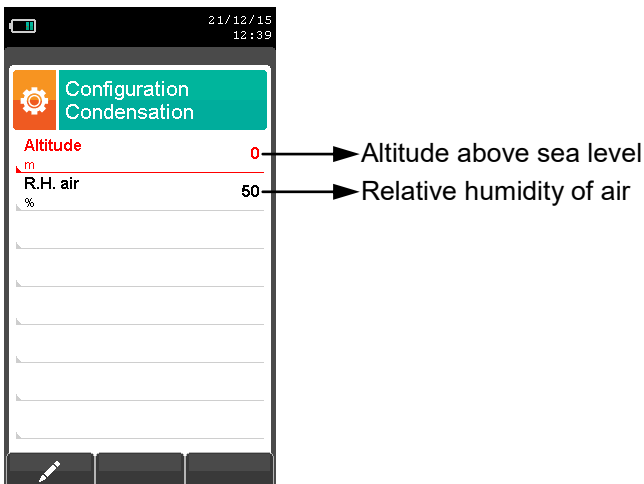 21/12/15
12:39
Configuration
Condensation
Altitude
0
m
R.H. air
50
%
Altitude above sea level
Relative humidity of air